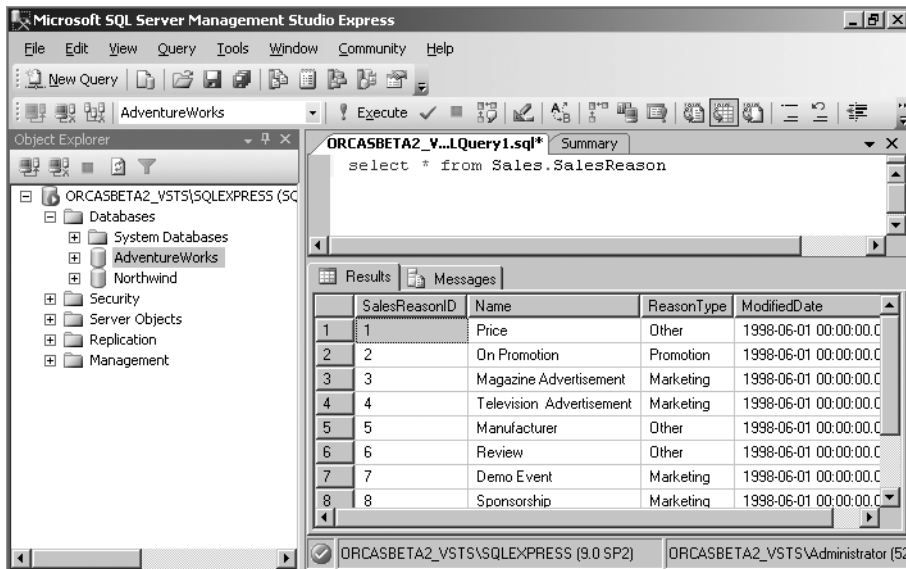 Microsoft SQL Server Management Studio Express
File Edit View Query Tools Window Community Help
New Query
AdventureWorks Execute
Object Explorer
ORCASBETA2_VSTS\SQLEXPRESS (SQ
Databases
System Databases
AdventureWorks
Northwind
Security
Server Objects
Replication
Management
ORCASBETA2_V...LQuery1.sql* Summary
select * from Sales.SalesReason
Results Messages
SalesReasonID Name ReasonType ModifiedDate
1 1 Price Other 1998-06-01 00:00:00.0
2 2 On Promotion Promotion 1998-06-01 00:00:00.0
3 3 Magazine Advertisement Marketing 1998-06-01 00:00:00.0
4 4 Television Advertisement Marketing 1998-06-01 00:00:00.0
5 5 Manufacturer Other 1998-06-01 00:00:00.0
6 6 Review Other 1998-06-01 00:00:00.0
7 7 Demo Event Marketing 1998-06-01 00:00:00.0
8 8 Sponsorship Marketing 1998-06-01 00:00:00.0
ORCASBETA2_VSTS\SQLEXPRESS (9.0 SP2) ORCASBETA2_VSTS\Administrator (52